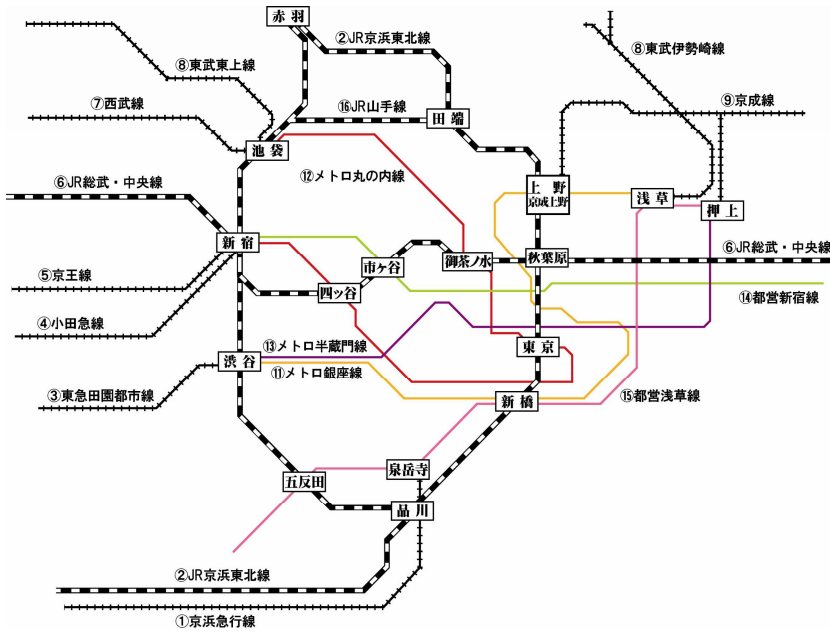 赤羽
②JR京浜東北線
⑧東武東上線
⑧東武伊勢崎線
⑦西武線
⑯JR山手線
田端
⑨京成線
池袋
⑫メトロ丸の内線
⑥JR総武・中央線
上野
京成上野
浅草
押上
新宿
市ヶ谷
御茶ノ水
秋葉原
⑥JR総武・中央線
⑤京王線
四ッ谷
⑭都営新宿線
④小田急線
⑬メトロ半蔵門線
東京
渋谷
⑪メトロ銀座線
③東急田園都市線
新橋
⑮都営浅草線
泉岳寺
五反田
品川
②JR京浜東北線
①京浜急行線